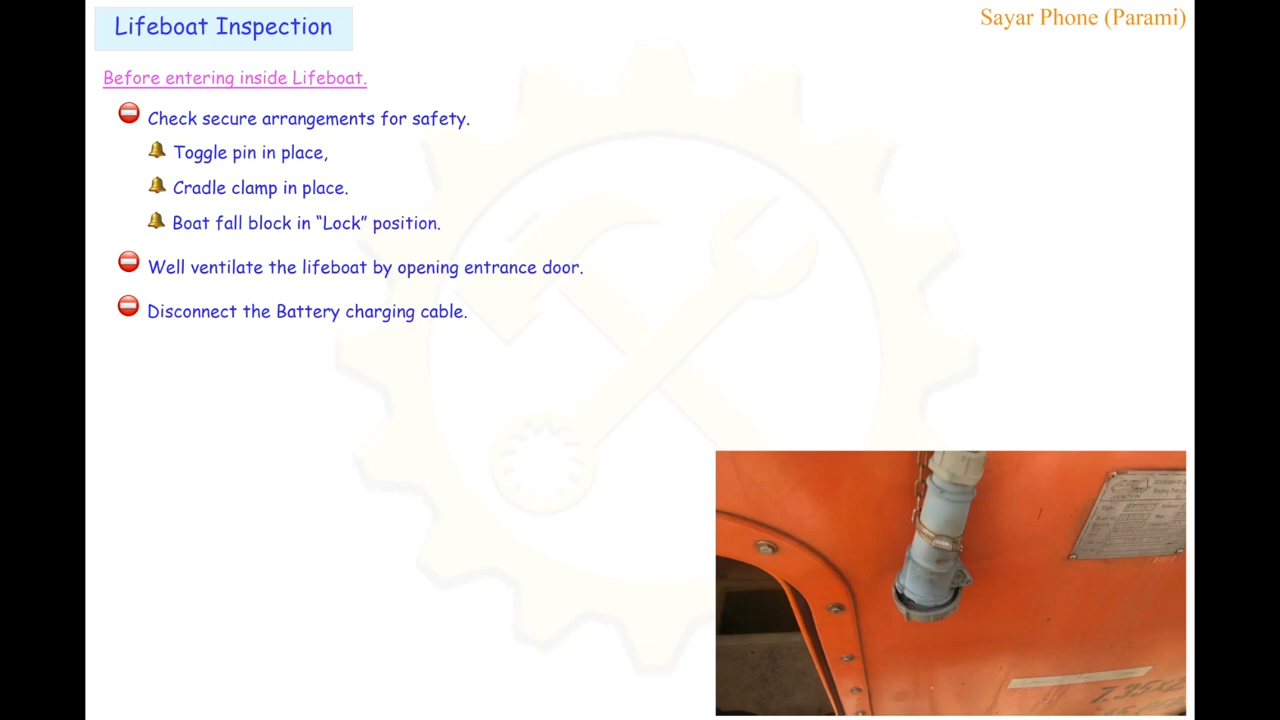 Lifeboat Inspection
Sayar Phone (Parami)
Before entering inside Lifeboat.
Check secure arrangements for safety.
Toggle pin in place,
Cradle clamp in place.
Boat fall block in “Lock” position.
Well ventilate the lifeboat by opening entrance door.
Disconnect the Battery charging cable.